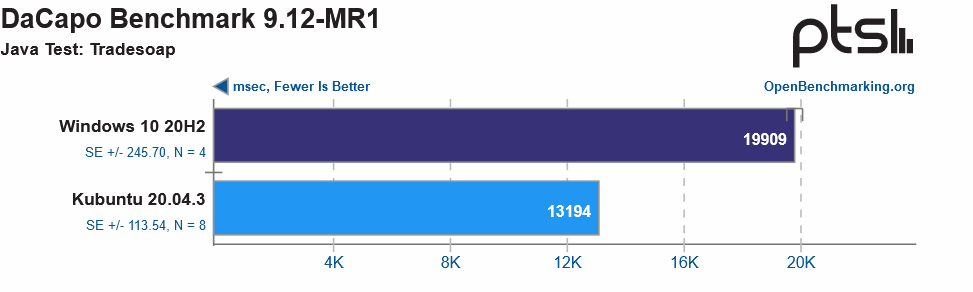 DaCapo Benchmark 9.12-MR1
Java Test: Tradesoap
ptsl
msec, Fewer Is Better
OpenBenchmarking.org
Windows 10 20H2
SE +/- 245.70, N = 4
19909
Kubuntu 20.04.3
SE +/- 113.54, N = 8
13194
4K 8K 12K 16K 20K